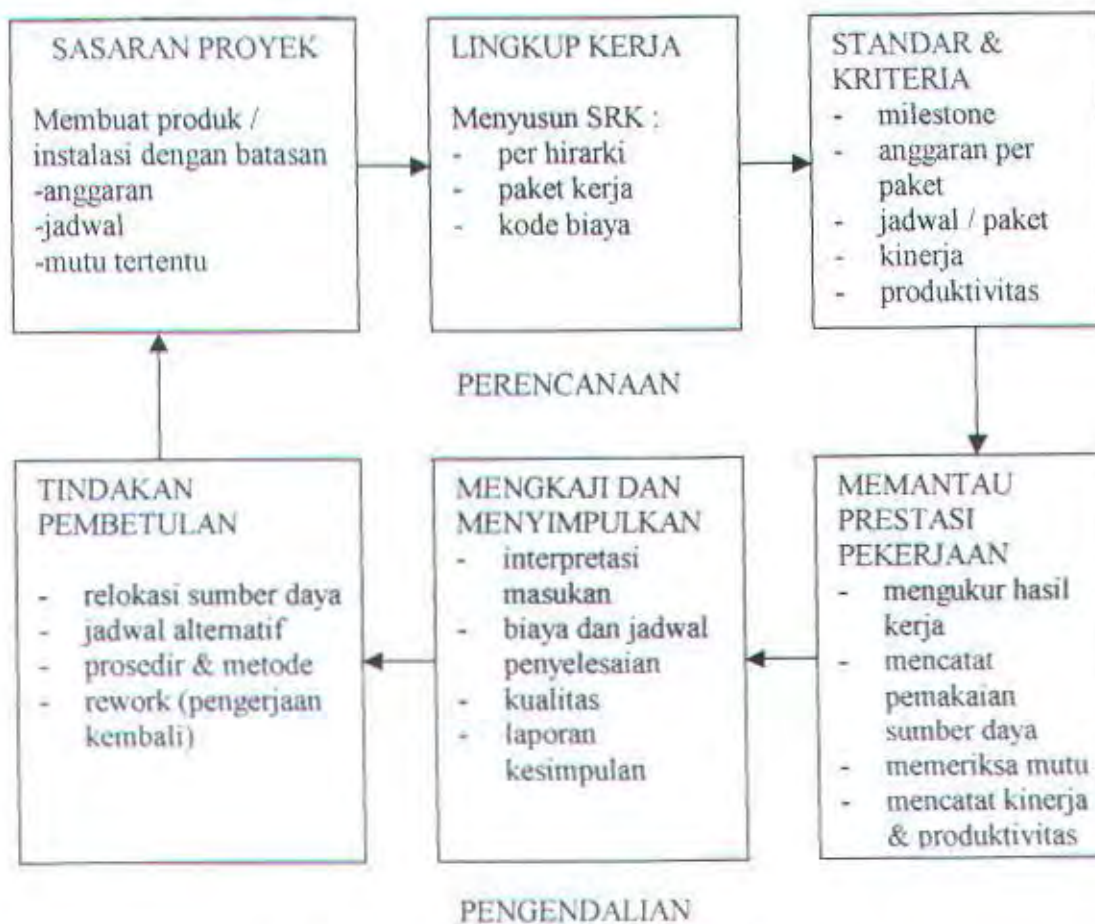 SASARAN PROYEK
Membuat produk /
instalasi dengan batasan
-anggaran
-jadwal
-mutu tertentu
LINGKUP KERJA
Menyusun SRK :
- per hirarki
- paket kerja
- kode biaya
STANDAR &
KRITERIA
- milestone
- anggaran per
paket
- jadwal / paket
- kinerja
- produktivitas
PERENCANAAN
TINDAKAN
PEMBETULAN
- relokasi sumber daya
- jadwal alternatif
- prosedir & metode
- rework (pengerjaan
kembali)
MENGKAJI DAN
MENYIMPULKAN
- interpretasi
masukan
- biaya dan jadwal
penyelesaian
- kualitas
- laporan
kesimpulan
MEMANTAU
PRESTASI
PEKERJAAN
- mengukur hasil
kerja
- mencatat
pemakaian
sumber daya
- memeriksa mutu
- mencatat kinerja
& produktivitas
PENGENDALIAN